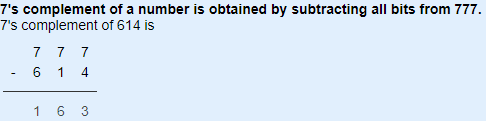 7's complement of a number is obtained by subtracting all bits from 777.
7's complement of 614 is
7 7 7
- 6 1 4
1 6 3